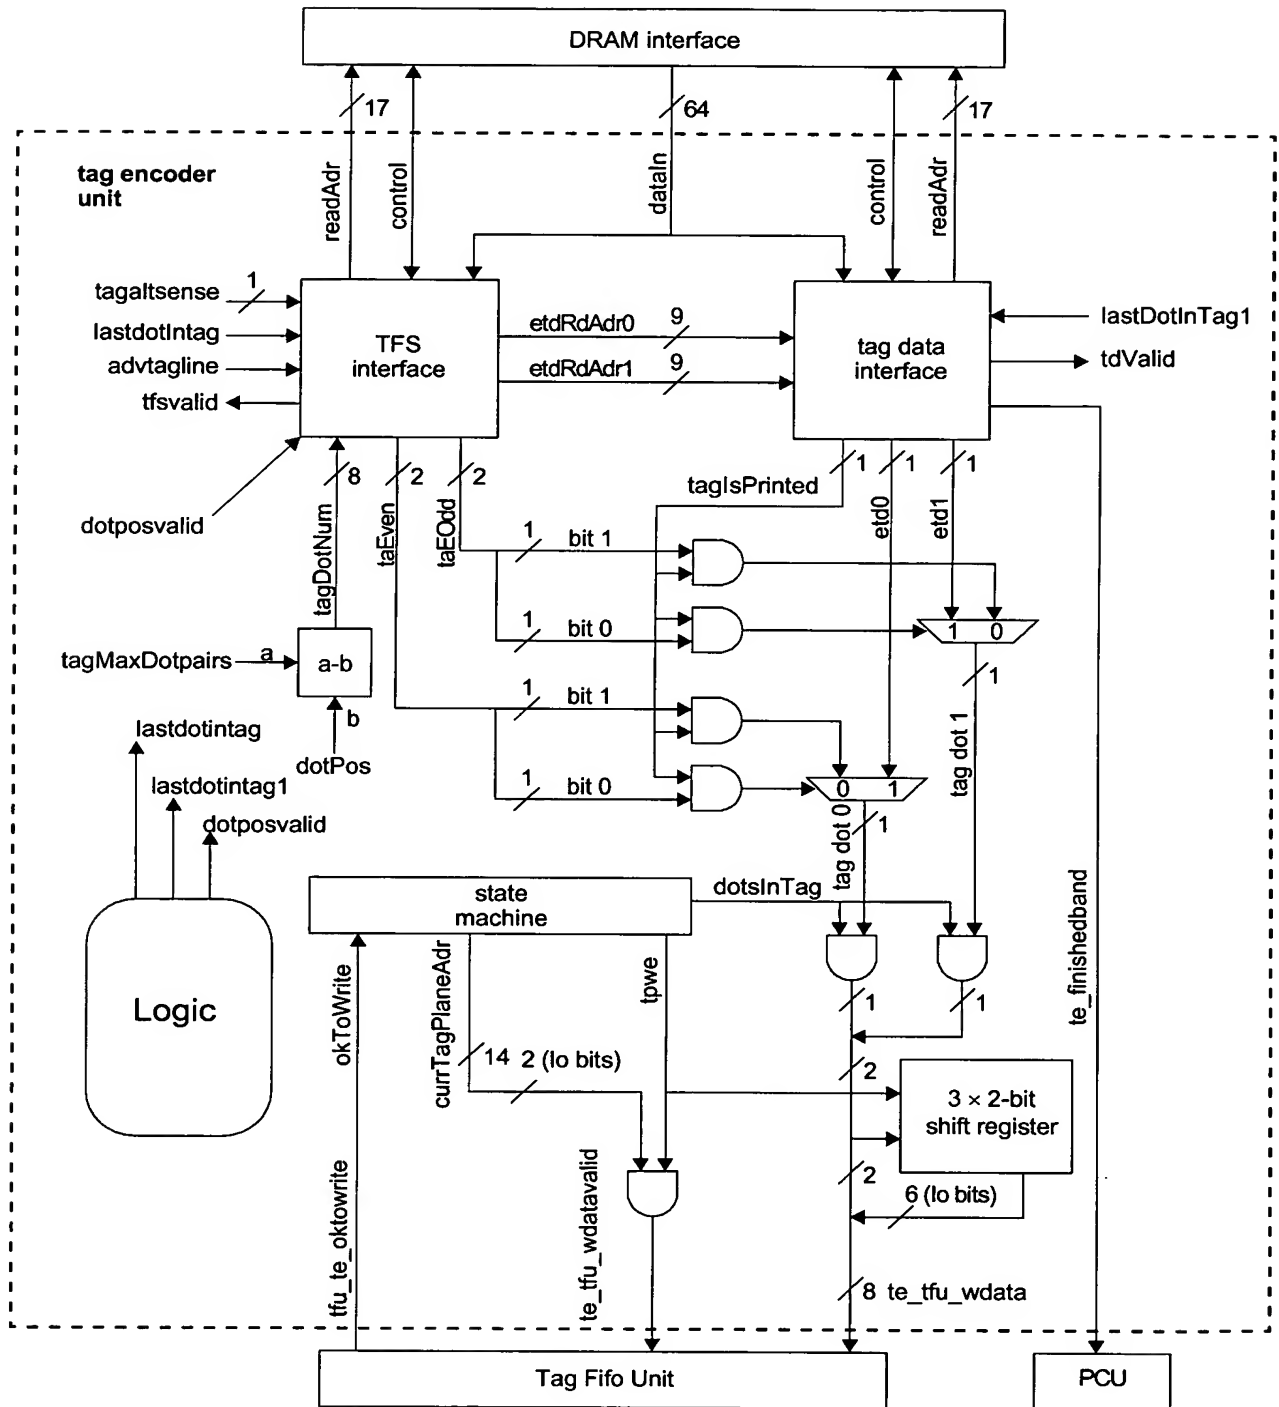 DRAM interface
17
64
17
tag encoder
unit
readAdr
control
dataIn
control
readAdr
tagaltsense
1
lastdotIntag
advtagline
tfsvalid
dotposvalid
TFS
interface
etdRdAdr0
9
etdRdAdr1
9
tag data
interface
lastDotInTag1
tdValid
8
2
2
1
1
1
tagDotNum
taEven
taEOdd
tagIsPrinted
etd0
etd1
1
bit 1
1
bit 0
1 0
1
tagMaxDotpairs
a
a-b
b
dotPos
1
bit 1
1
bit 0
0 1
tag dot 1
tag dot 0
1
lastdotintag
lastdotintag1
dotposvalid
Logic
state
machine
dotsInTag
okToWrite
currTagPlaneAdr
tpwe
te_finishedband
1
1
14
2 (lo bits)
2
3 × 2-bit
shift register
2
6 (lo bits)
tfu_te_oktowrite
te_tfu_wdatavalid
8 te_tfu_wdata
Tag Fifo Unit
PCU